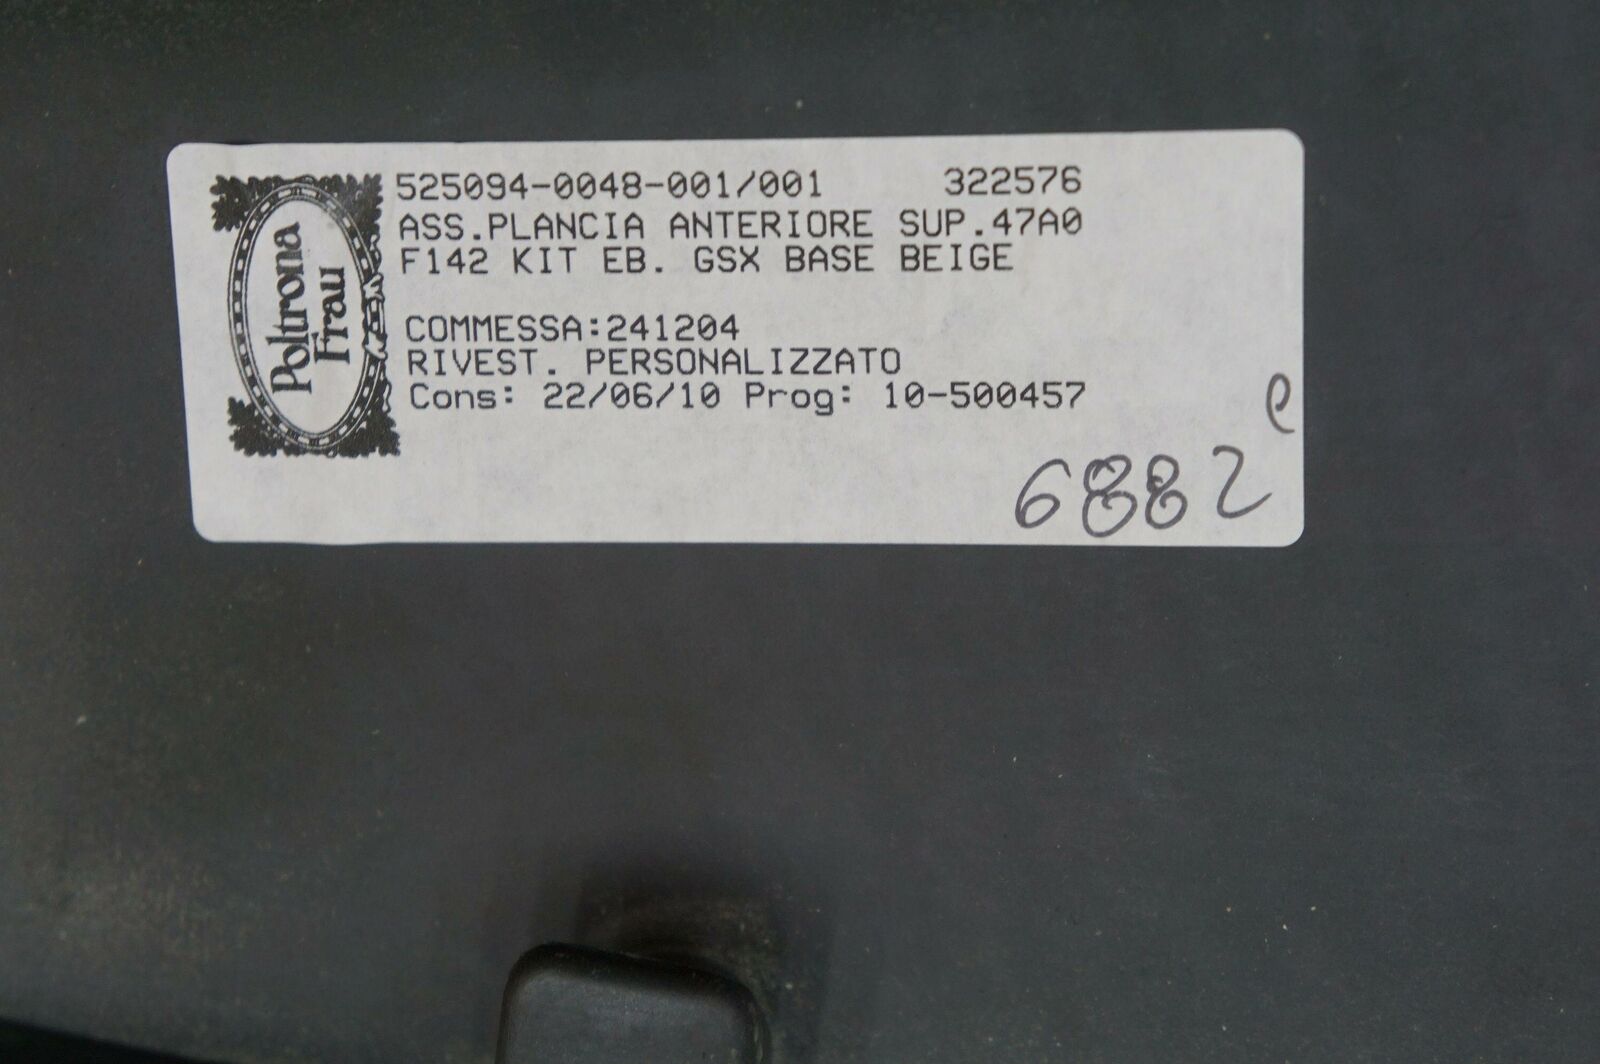 Poltrona
Frau
525094-0048-001/001 322576
ASS.PLANCIA ANTERIORE SUP.47A0
F142 KIT EB. GSX BASE BEIGE
COMMESSA:241204
RIVEST. PERSONALIZZATO
Cons: 22/06/10 Prog: 10-500457
e
6882